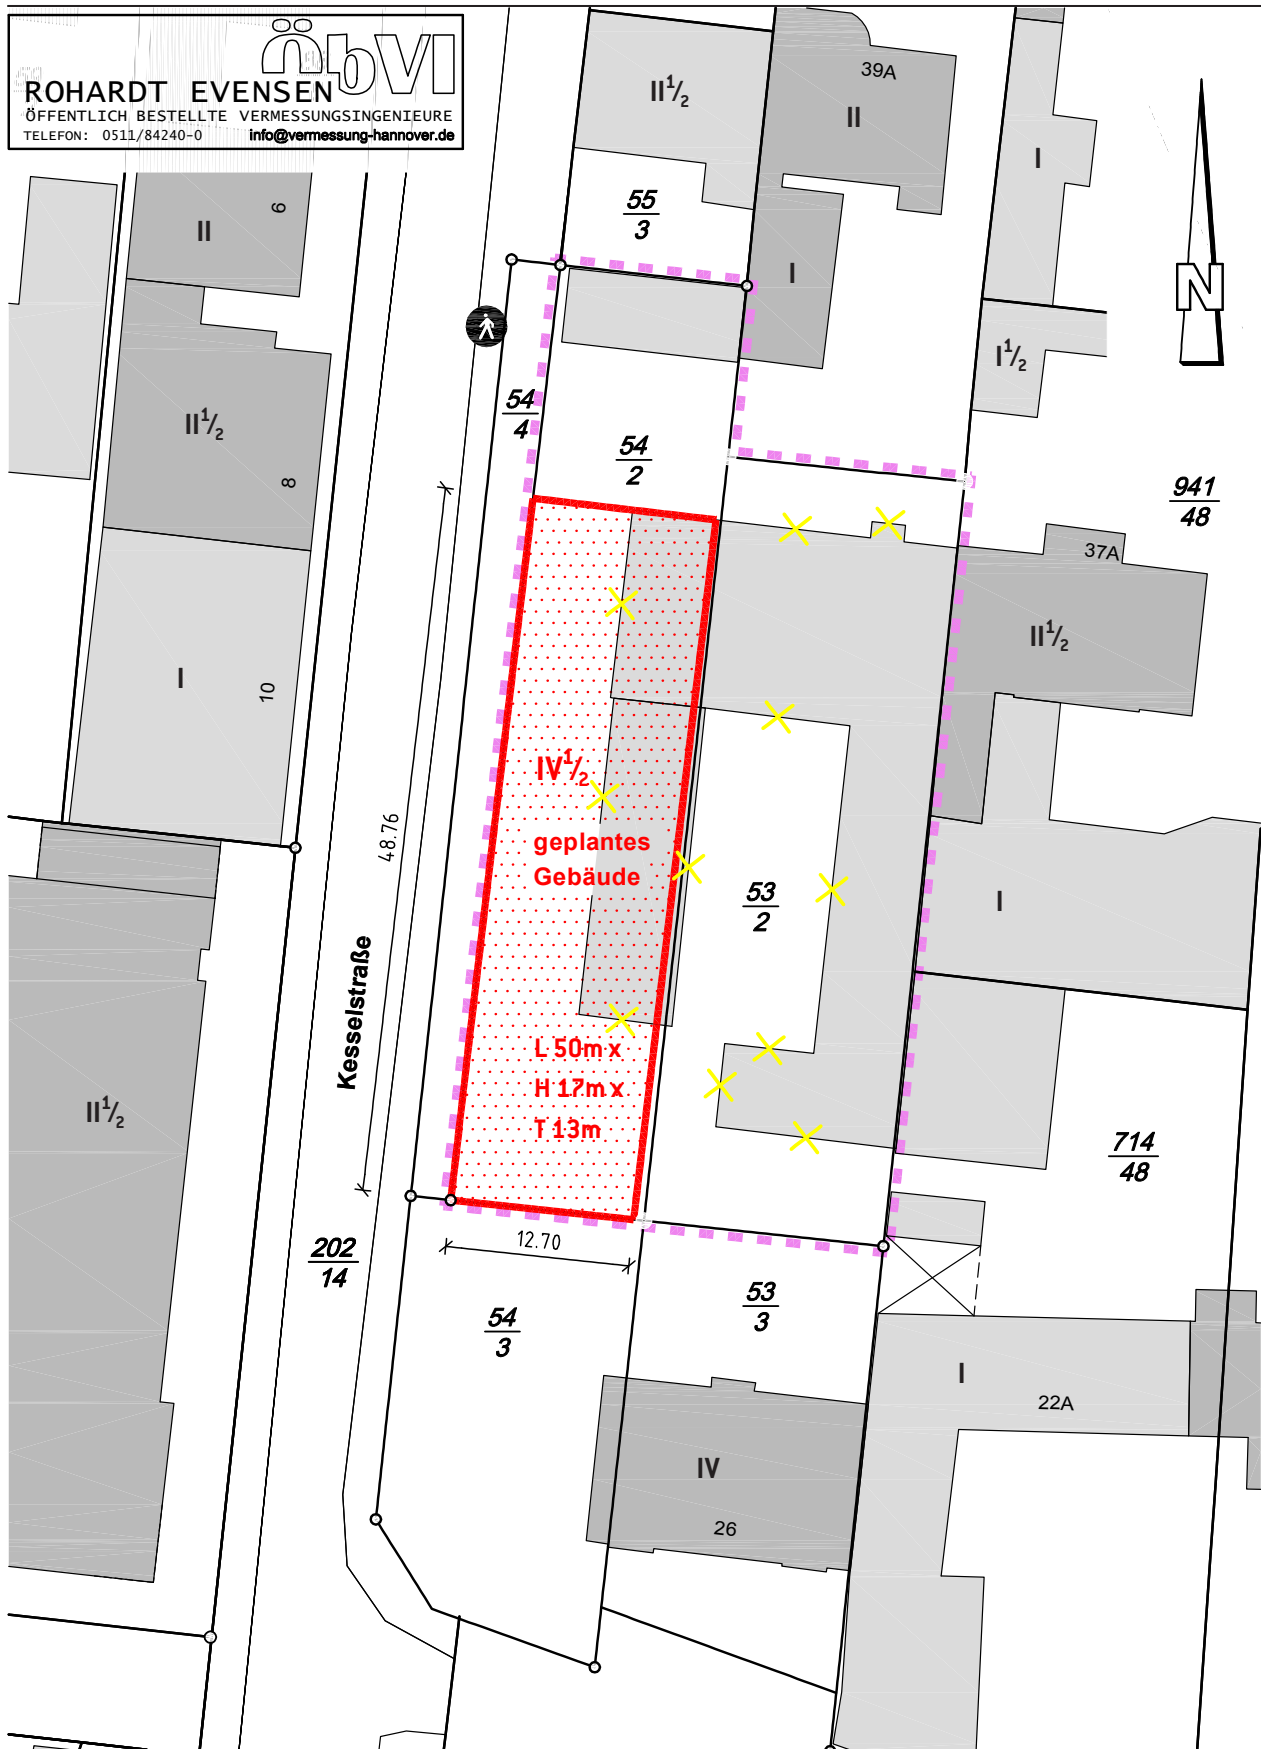 ÖbVI
ROHARDT EVENSEN
ÖFFENTLICH BESTELLTE VERMESSUNGSINGENIEURE
TELEFON: 0511/84240-0 info@vermessung-hannover.de
II½
39A
II
I
N
6
II
55
3
I
I½
54
4
II½
8
54
2
941
48
37A
II½
I
10
IV½
48.76
geplantes
Gebäude
53
2
I
Kesselstraße
L 50m x
H 17m x
T 13m
II½
714
48
202
14
12.70
53
3
54
3
I
22A
IV
26